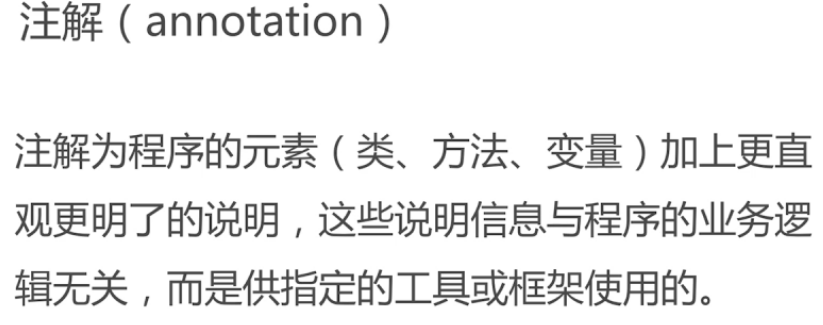 注解（annotation）
注解为程序的元素（类、方法、变量）加上更直
观更明了的说明，这些说明信息与程序的业务逻
辑无关，而是供指定的工具或框架使用的。